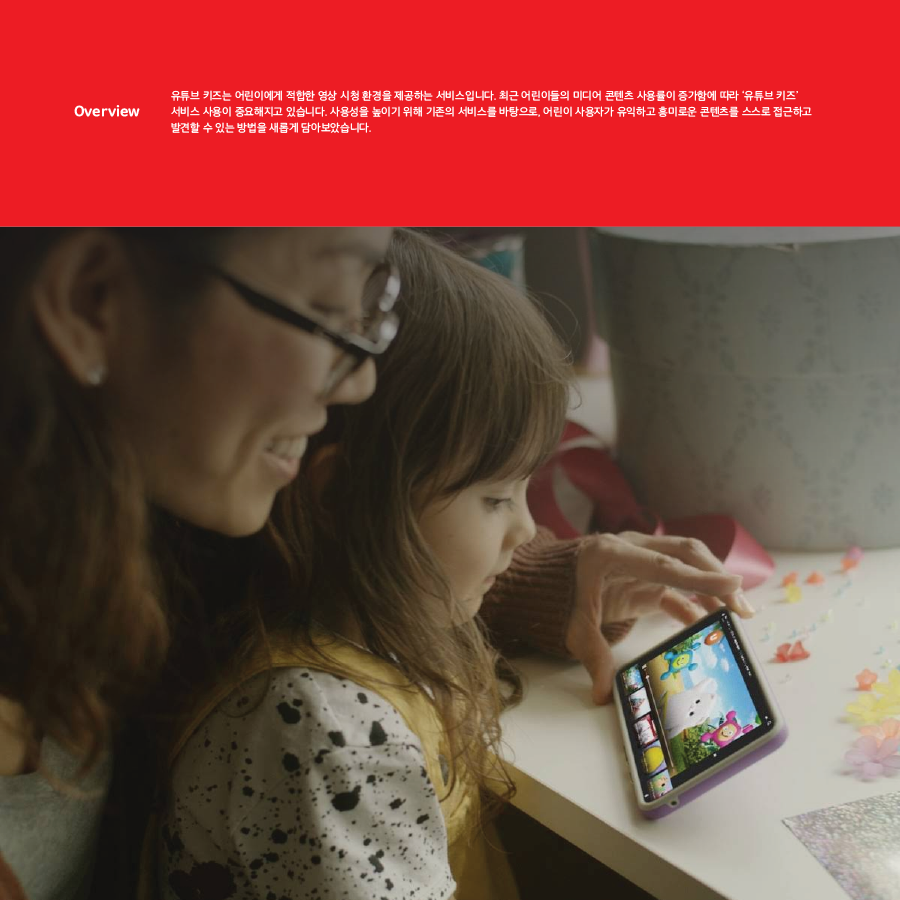 Overview
유튜브 키즈는 어린이에게 적합한 영상 시청 환경을 제공하는 서비스입니다. 최근 어린이들의 미디어 콘텐츠 사용률이 증가함에 따라 '유튜브 키즈'
서비스 사용이 중요해지고 있습니다. 사용성을 높이기 위해 기존의 서비스를 바탕으로, 어린이 사용자가 유익하고 흥미로운 콘텐츠를 스스로 접근하고
발견할 수 있는 방법을 새롭게 담아보았습니다.